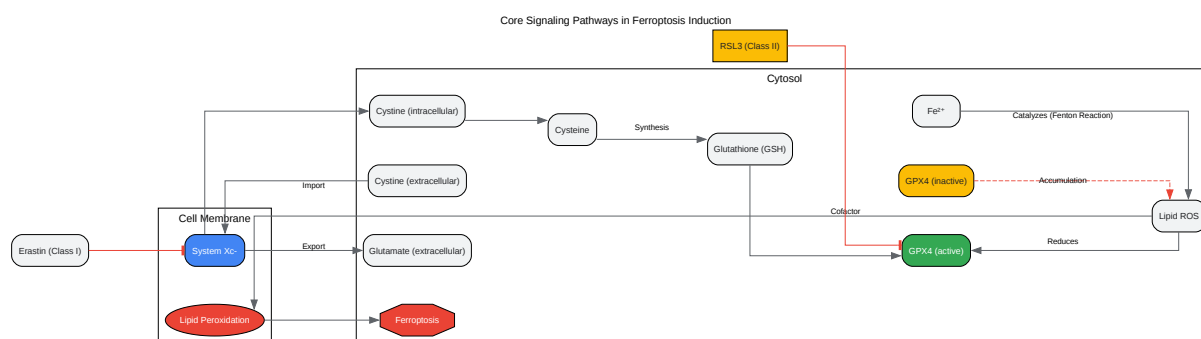 Core Signaling Pathways in Ferroptosis Induction
RSL3 (Class II)
Cytosol
Cystine (intracellular)
Fe²⁺
Catalyzes (Fenton Reaction)
Cysteine
Synthesis
Glutathione (GSH)
Cystine (extracellular)
Import
GPX4 (inactive)
Accumulation
Cell Membrane
Cofactor
Lipid ROS
Erastin (Class I)
System Xc-
Export
Glutamate (extracellular)
GPX4 (active)
Reduces
Lipid Peroxidation
Ferroptosis